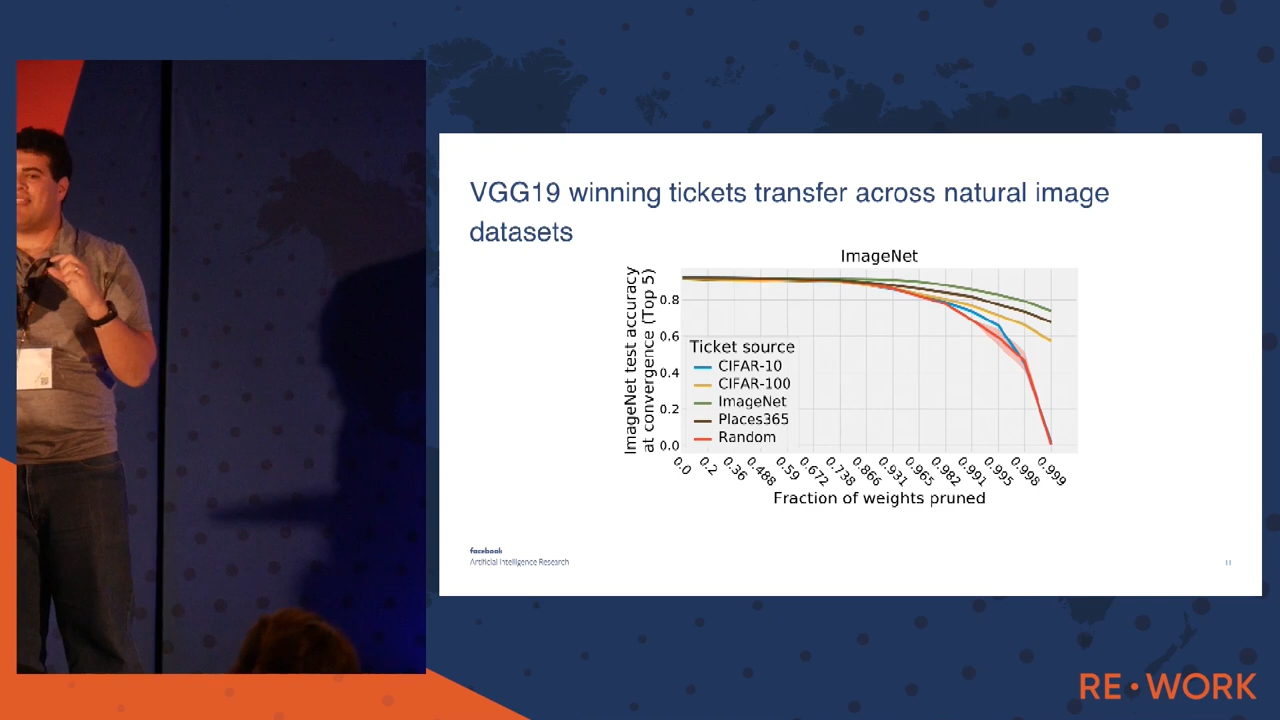 VGG19 winning tickets transfer across natural image
datasets
ImageNet
ImageNet test accuracy
at convergence (Top 5)
0.8
0.6
0.4
0.2
0.0
Ticket source
CIFAR-10
CIFAR-100
ImageNet
Places365
Random
0.0 0.2 0.36 0.488 0.59 0.672 0.738 0.866 0.931 0.965 0.982 0.991 0.995 0.998 0.999
Fraction of weights pruned
facebook
Artificial Intelligence Research
11
RE•WORK